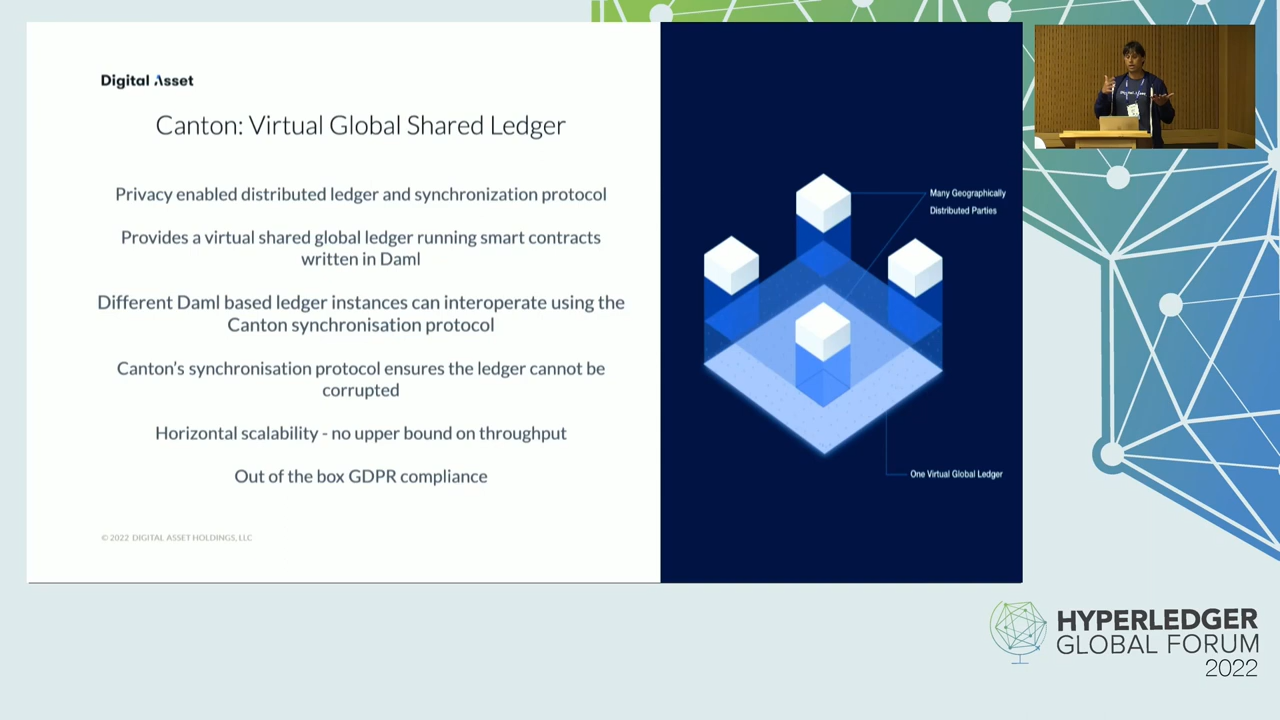 Digital Asset
Canton: Virtual Global Shared Ledger
Privacy enabled distributed ledger and synchronization protocol
Provides a virtual shared global ledger running smart contracts
written in Daml
Different Daml based ledger instances can interoperate using the
Canton synchronisation protocol
Canton's synchronisation protocol ensures the ledger cannot be
corrupted
Horizontal scalability - no upper bound on throughput
Out of the box GDPR compliance
© 2022 DIGITAL ASSET HOLDINGS, LLC
Many Geographically
Distributed Parties
One Virtual Global Ledger
HYPERLEDGER
GLOBAL FORUM
2022